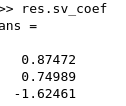 >> res.sv_coef
ans =
0.87472
0.74989
-1.62461